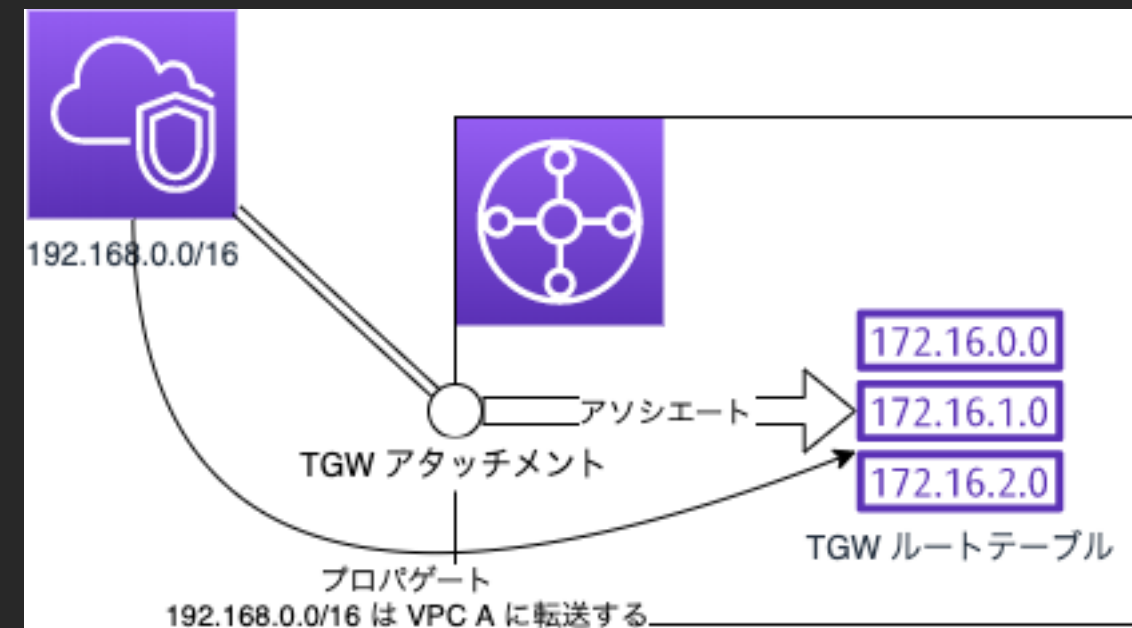 192.168.0.0/16
172.16.0.0
アソシエート
172.16.1.0
TGW アタッチメント
172.16.2.0
TGW ルートテーブル
プロパゲート
192.168.0.0/16 は VPC A に転送する